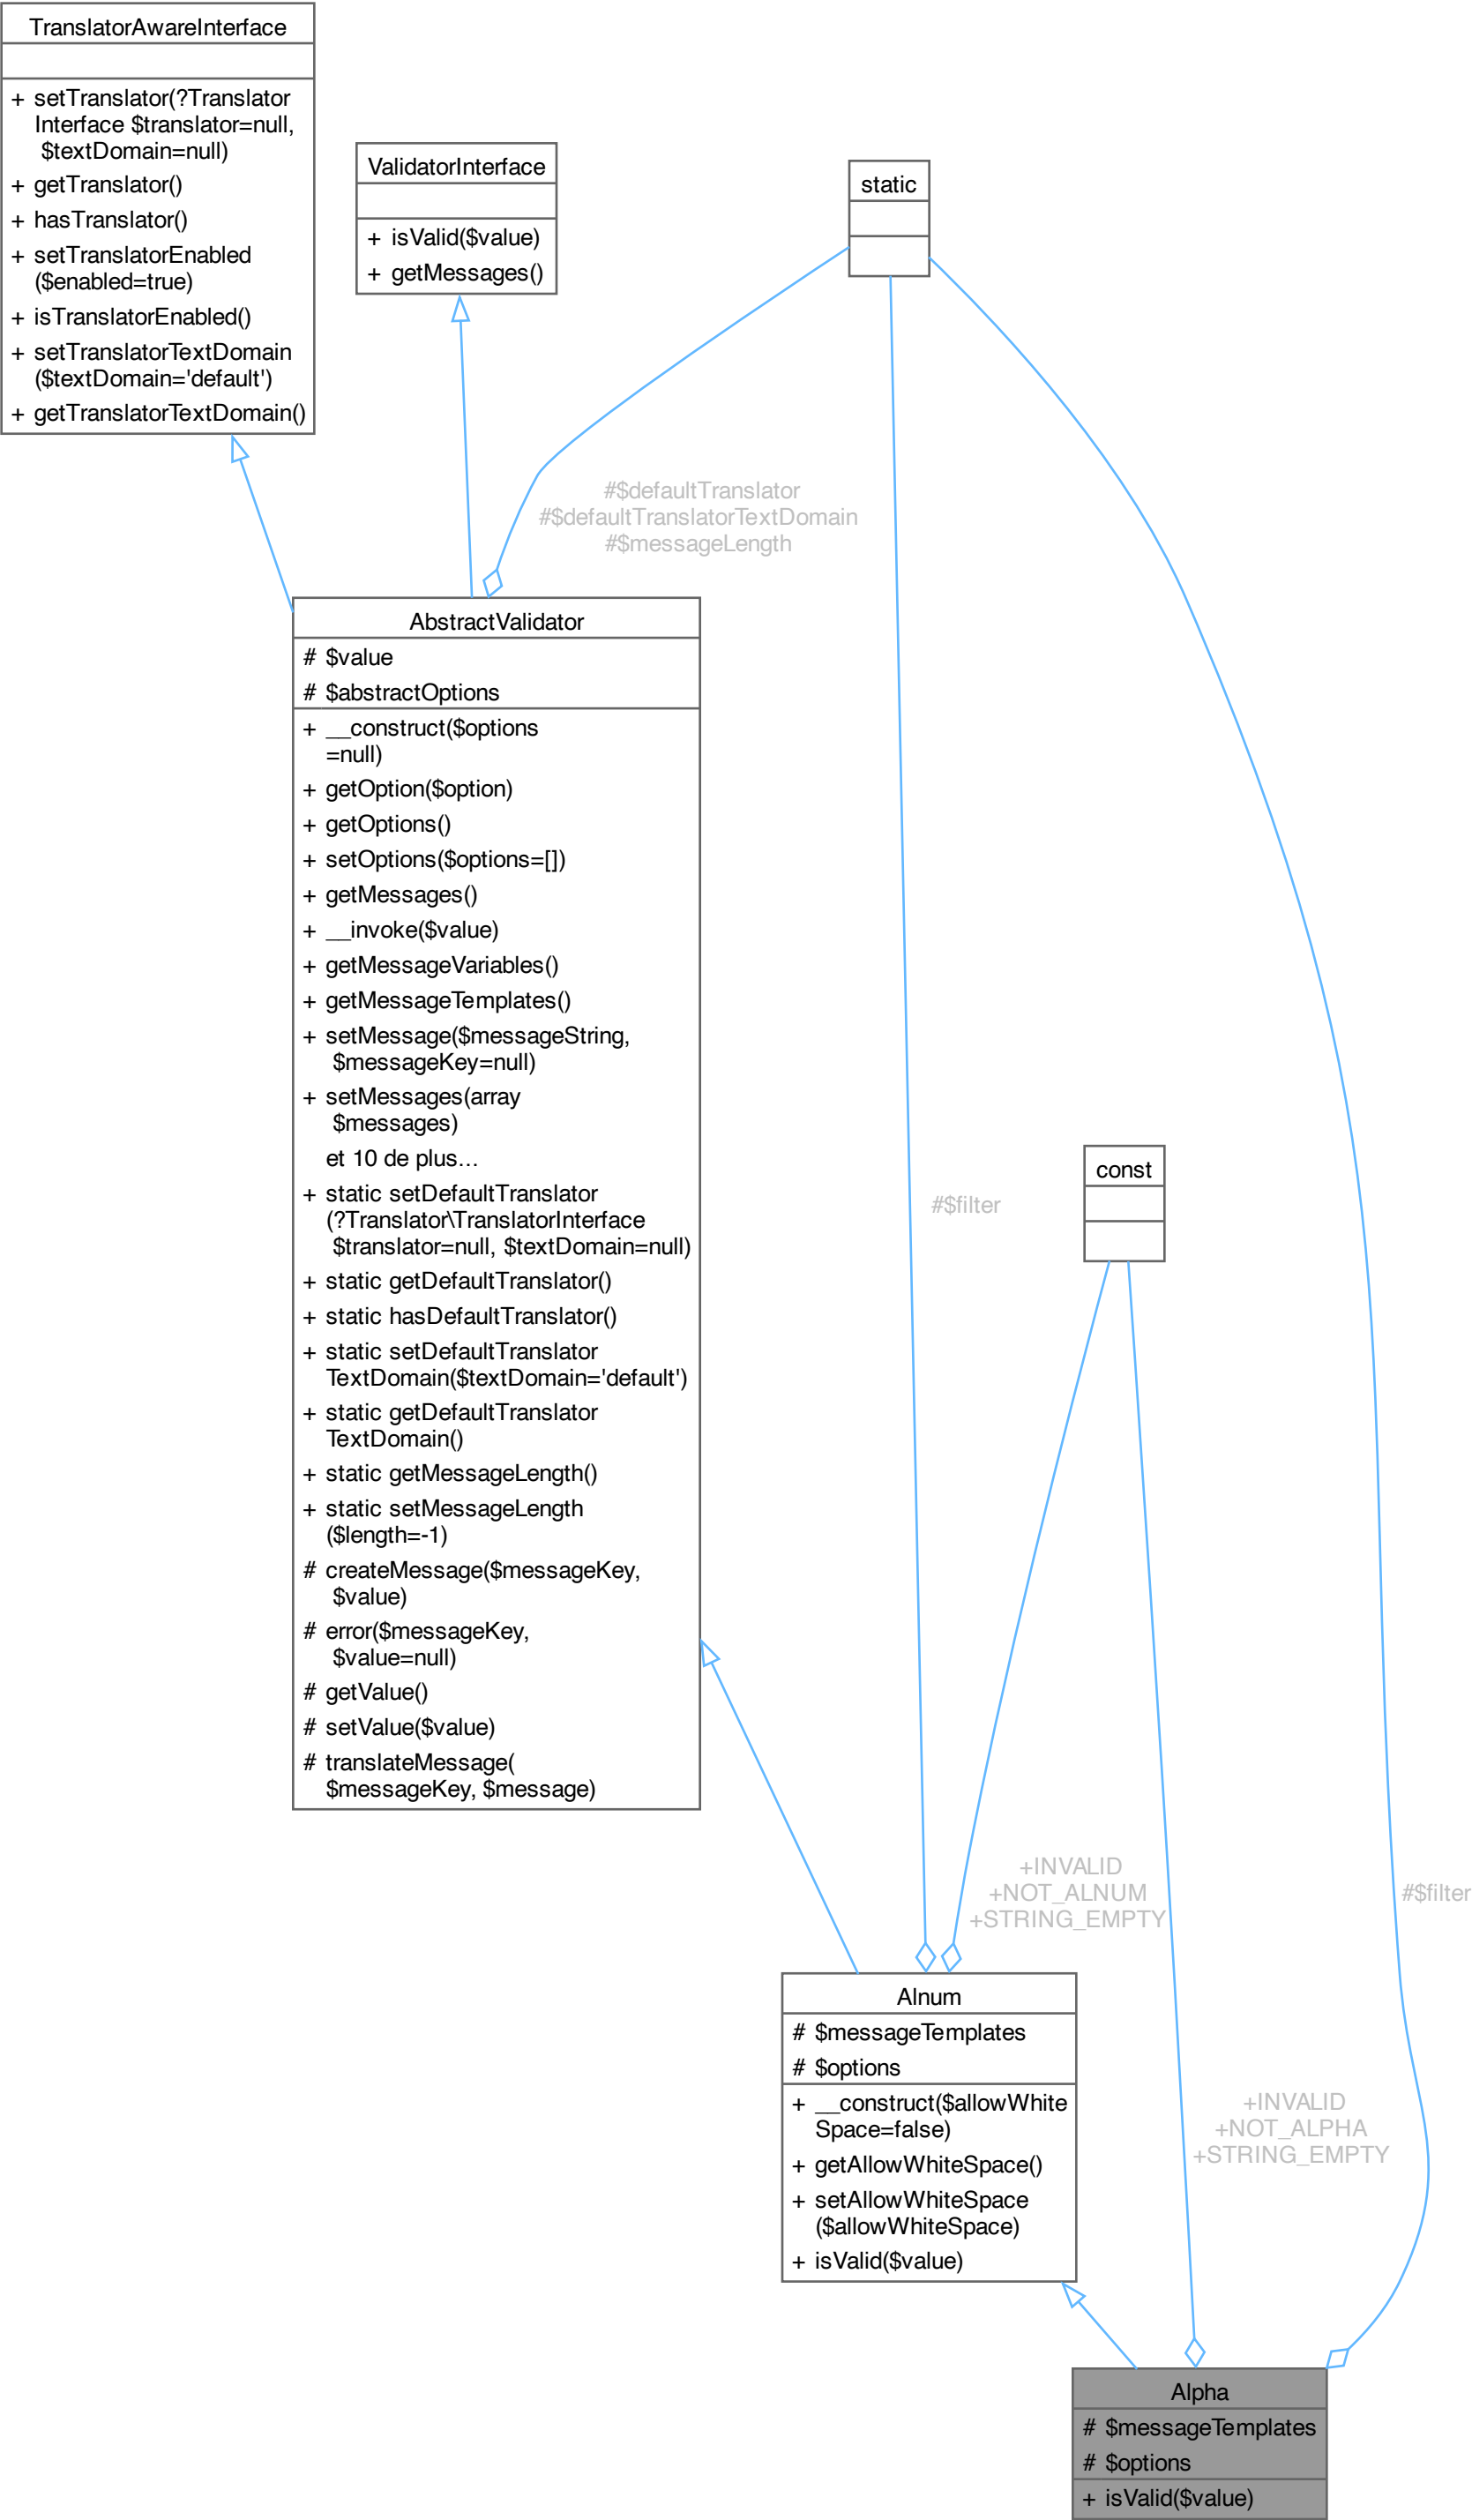 TranslatorAwareInterface
+ setTranslator(?Translator
Interface $translator=null,
$textDomain=null)
+ getTranslator()
+ hasTranslator()
+ setTranslatorEnabled
($enabled=true)
+ isTranslatorEnabled()
+ setTranslatorTextDomain
($textDomain='default')
+ getTranslatorTextDomain()
ValidatorInterface
+ isValid($value)
+ getMessages()
static
#$defaultTranslator
#$defaultTranslatorTextDomain
#$messageLength
AbstractValidator
# $value
# $abstractOptions
+ __construct($options
=null)
+ getOption($option)
+ getOptions()
+ setOptions($options=[])
+ getMessages()
+ __invoke($value)
+ getMessageVariables()
+ getMessageTemplates()
+ setMessage($messageString,
$messageKey=null)
+ setMessages(array
$messages)
et 10 de plus...
+ static setDefaultTranslator
(?Translator\TranslatorInterface
$translator=null, $textDomain=null)
+ static getDefaultTranslator()
+ static hasDefaultTranslator()
+ static setDefaultTranslator
TextDomain($textDomain='default')
+ static getDefaultTranslator
TextDomain()
+ static getMessageLength()
+ static setMessageLength
($length=-1)
# createMessage($messageKey,
$value)
# error($messageKey,
$value=null)
# getValue()
# setValue($value)
# translateMessage(
$messageKey, $message)
#$filter
const
+INVALID
+NOT_ALNUM
+STRING_EMPTY
#$filter
Alnum
# $messageTemplates
# $options
+ __construct($allowWhite
Space=false)
+ getAllowWhiteSpace()
+ setAllowWhiteSpace
($allowWhiteSpace)
+ isValid($value)
+INVALID
+NOT_ALPHA
+STRING_EMPTY
Alpha
# $messageTemplates
# $options
+ isValid($value)